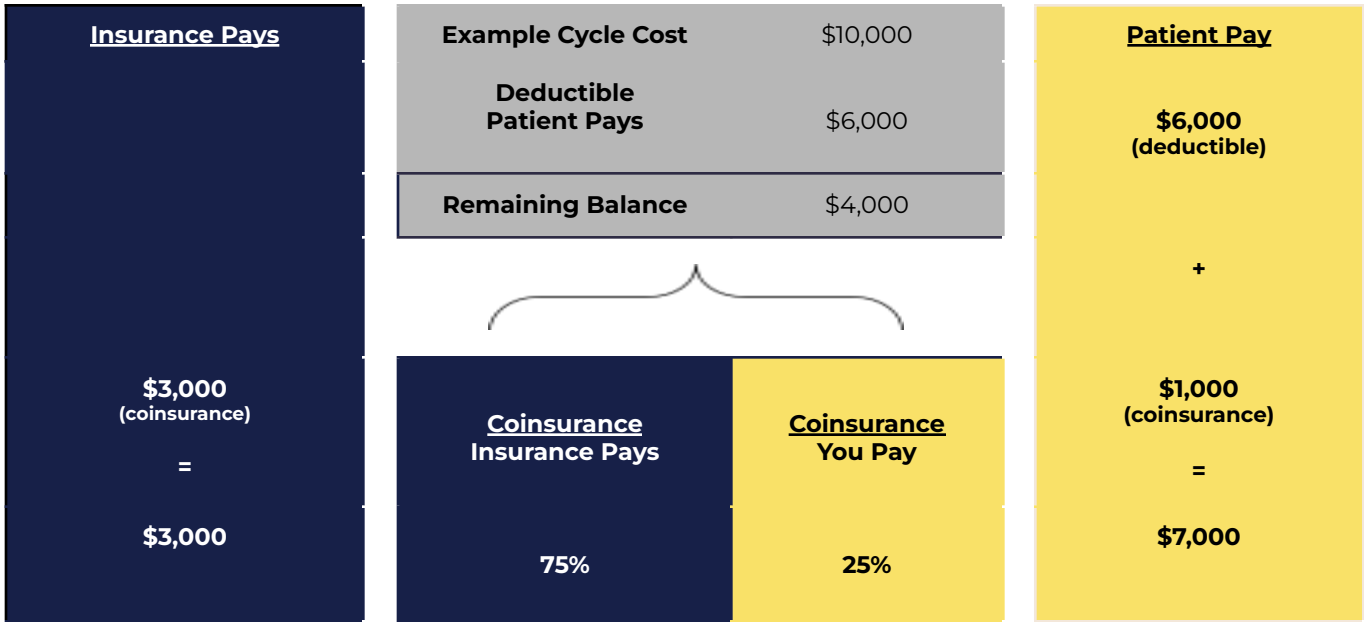 Insurance Pays
$3,000
(coinsurance)
=
$3,000
Example Cycle Cost $10,000
Deductible
Patient Pays $6,000
Remaining Balance $4,000
Coinsurance
Insurance Pays
75%
Coinsurance
You Pay
25%
Patient Pay
$6,000
(deductible)
+
$1,000
(coinsurance)
=
$7,000